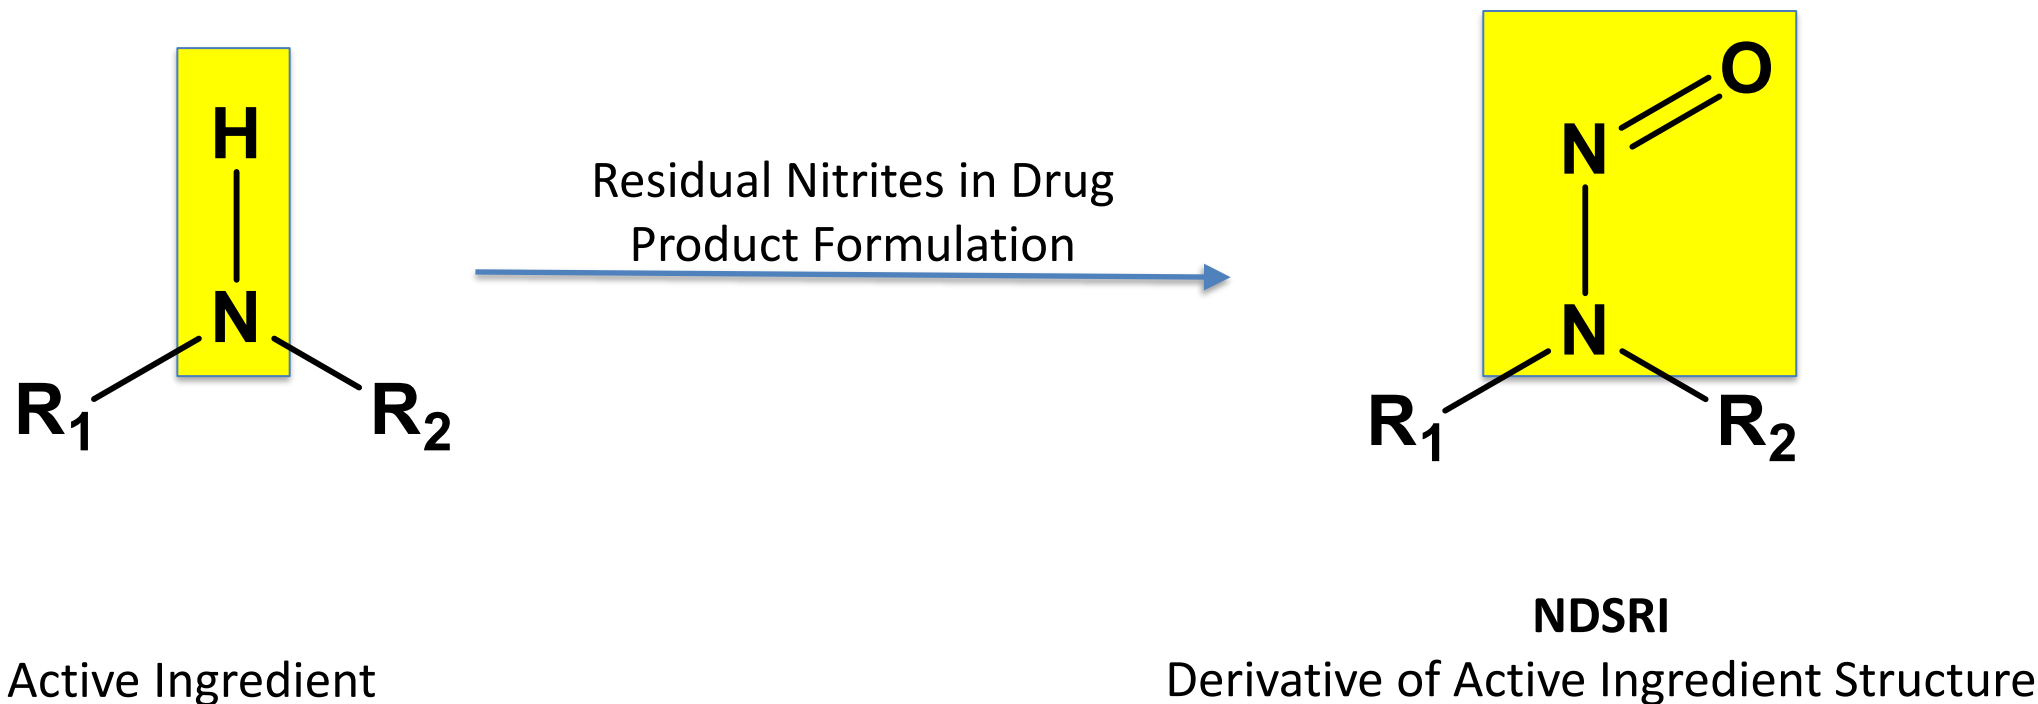 H
N
R1
R2
Residual Nitrites in Drug
Product Formulation
O
N
N
R1
R2
NDSRI
Active Ingredient
Derivative of Active Ingredient Structure